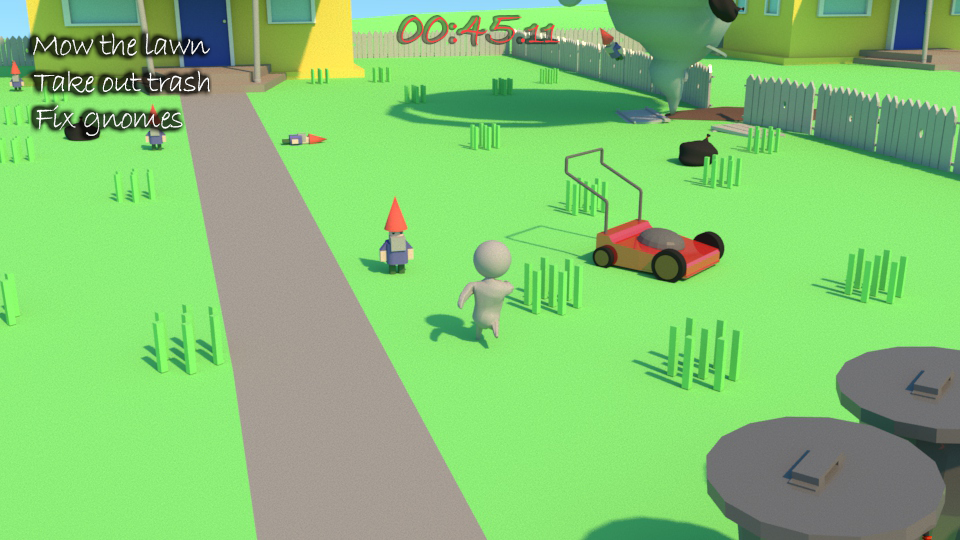 Mow the lawn
00:45.11
Take out trash
Fix gnomes